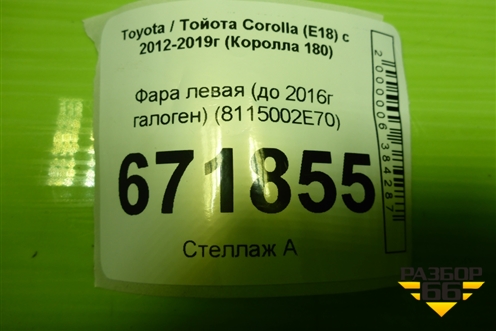 Toyota / Тойота Corolla (E18) с
2012-2019г (Королла 180)
Фара левая (до 2016г
галоген) (8115002E70)
671855
Стеллаж А
2000006384287
РАЗБОР
66